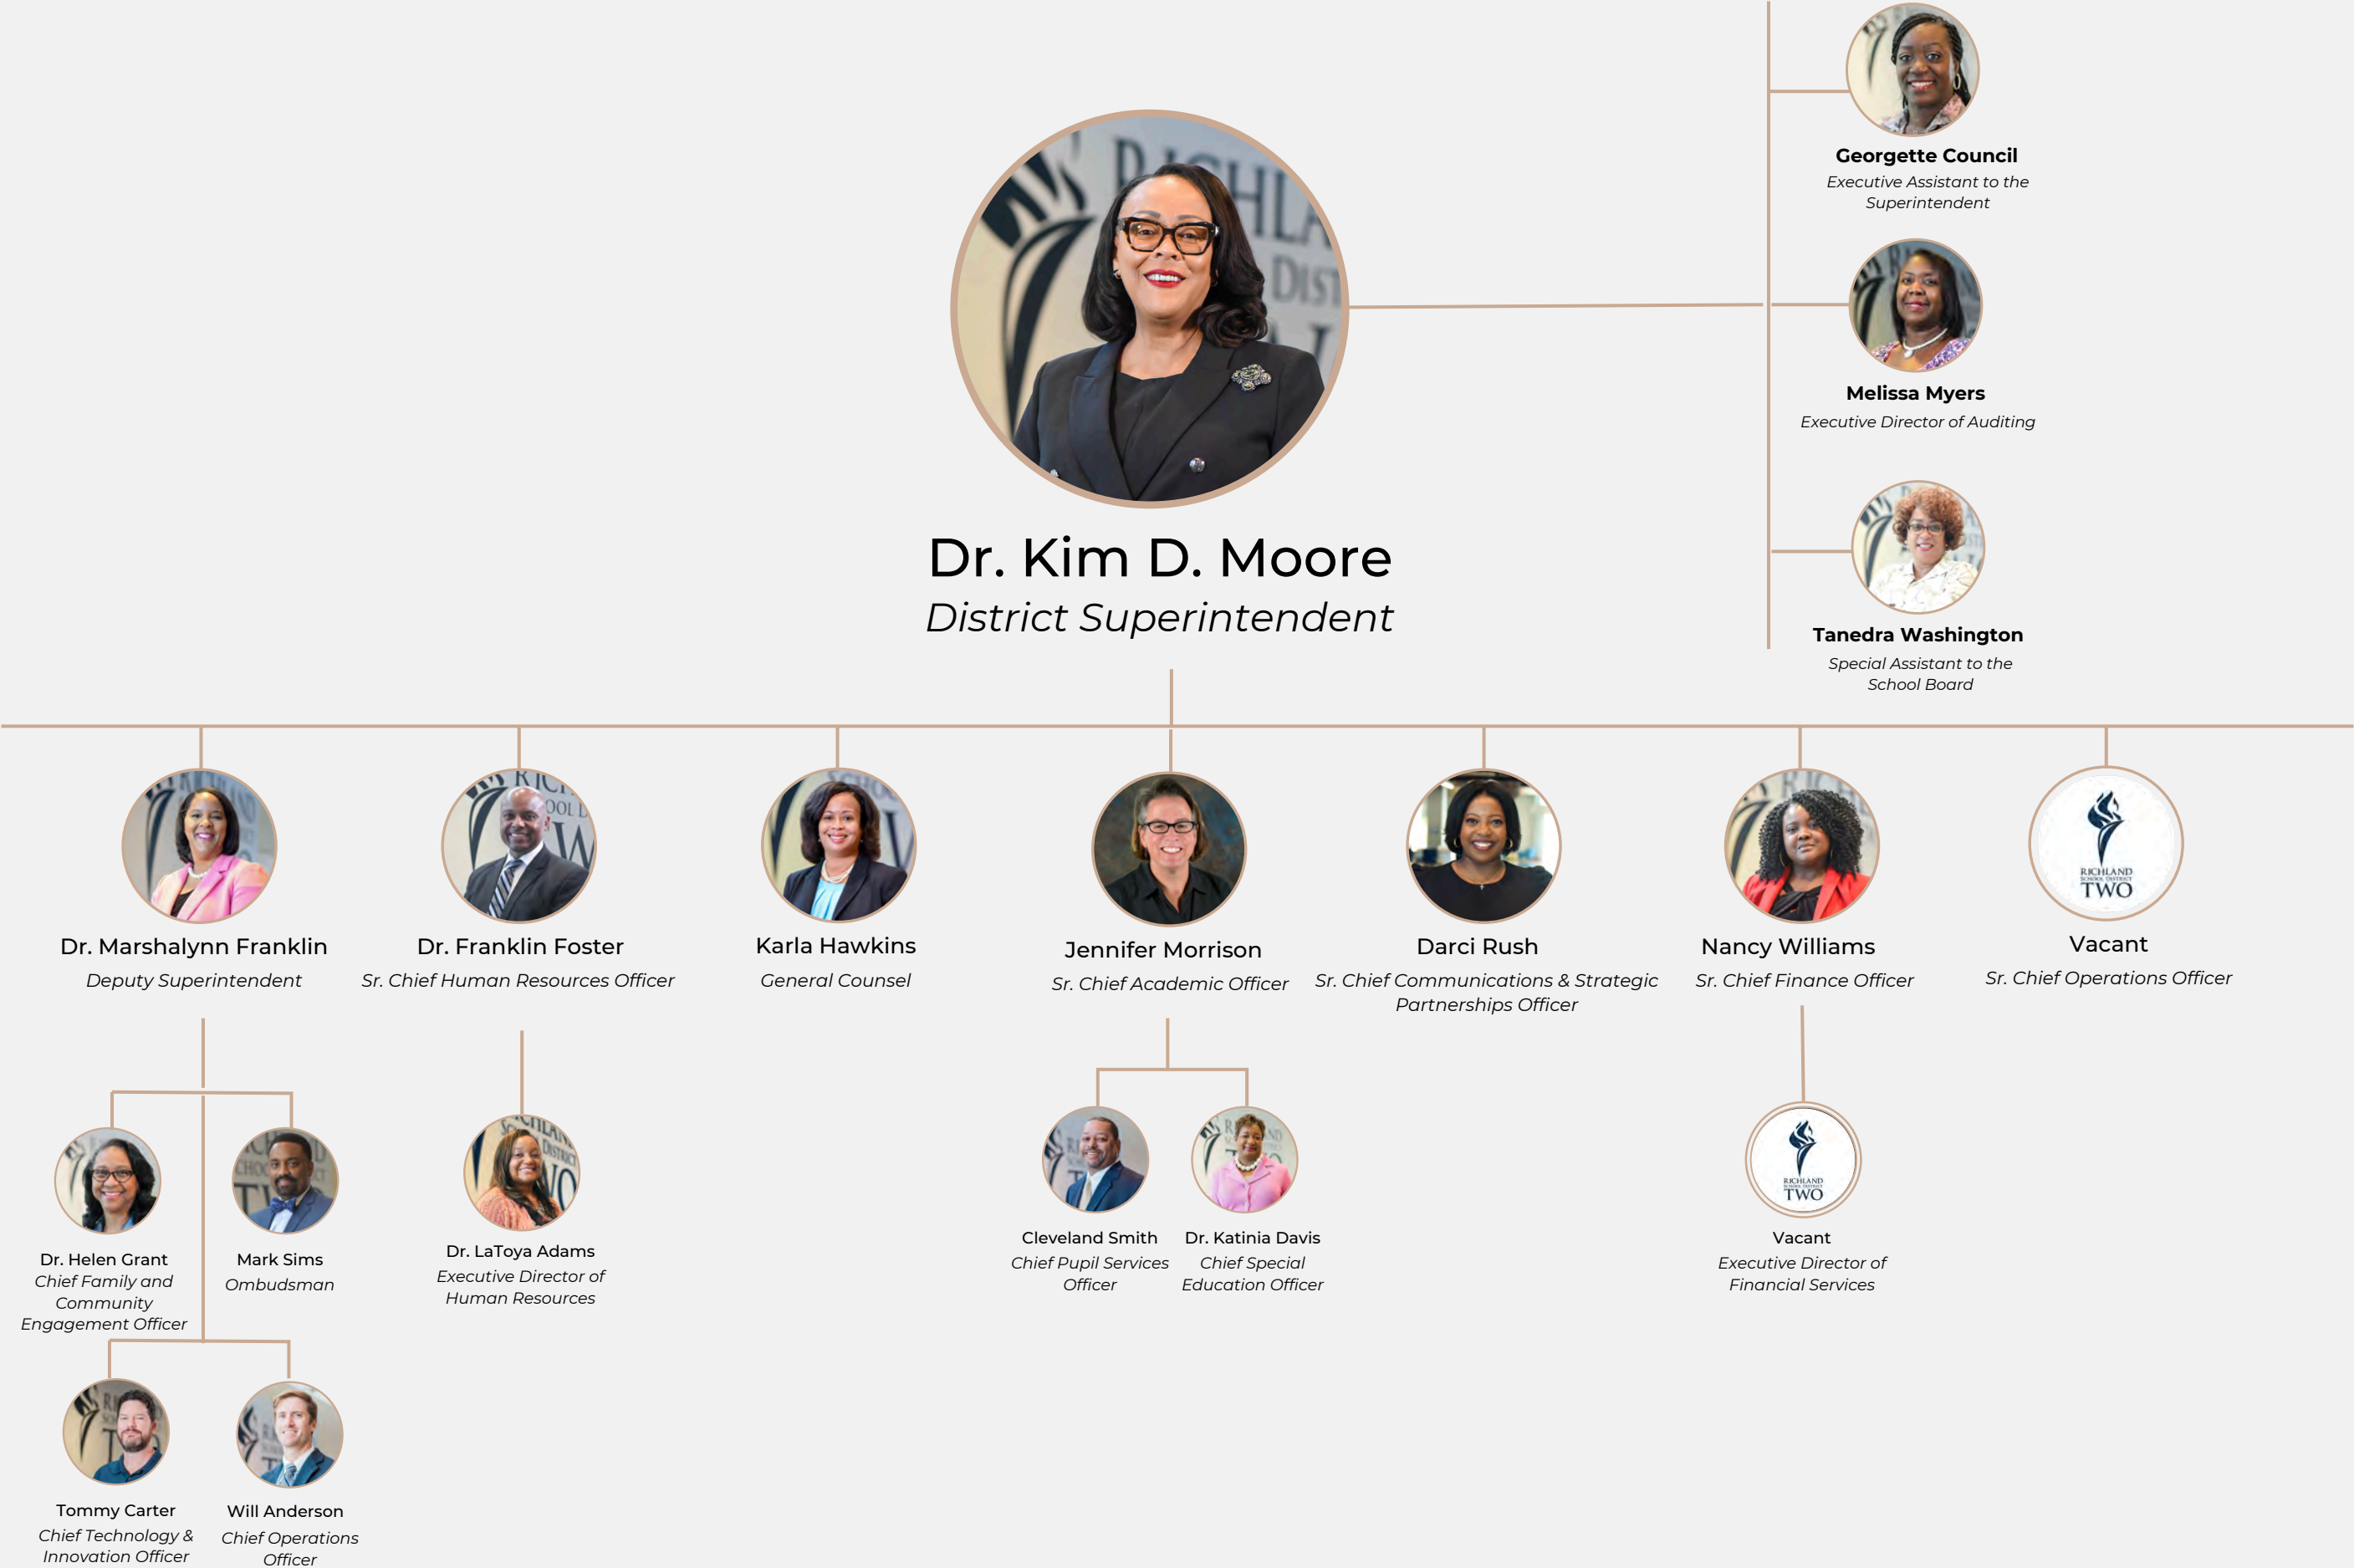 Georgette Council
Executive Assistant to the
Superintendent
Melissa Myers
Executive Director of Auditing
Tanedra Washington
Special Assistant to the
School Board
Dr. Kim D. Moore
District Superintendent
Dr. Marshalynn Franklin
Deputy Superintendent
Dr. Franklin Foster
Sr. Chief Human Resources Officer
Karla Hawkins
General Counsel
Jennifer Morrison
Sr. Chief Academic Officer
Darci Rush
Sr. Chief Communications & Strategic
Partnerships Officer
Nancy Williams
Sr. Chief Finance Officer
RICHLAND
SCHOOL DISTRICT
TWO
Vacant
Sr. Chief Operations Officer
Dr. Helen Grant
Chief Family and
Community
Engagement Officer
Mark Sims
Ombudsman
Dr. LaToya Adams
Executive Director of
Human Resources
Cleveland Smith
Chief Pupil Services
Officer
Dr. Katinia Davis
Chief Special
Education Officer
RICHLAND
SCHOOL DISTRICT
TWO
Vacant
Executive Director of
Financial Services
Tommy Carter
Chief Technology &
Innovation Officer
Will Anderson
Chief Operations
Officer